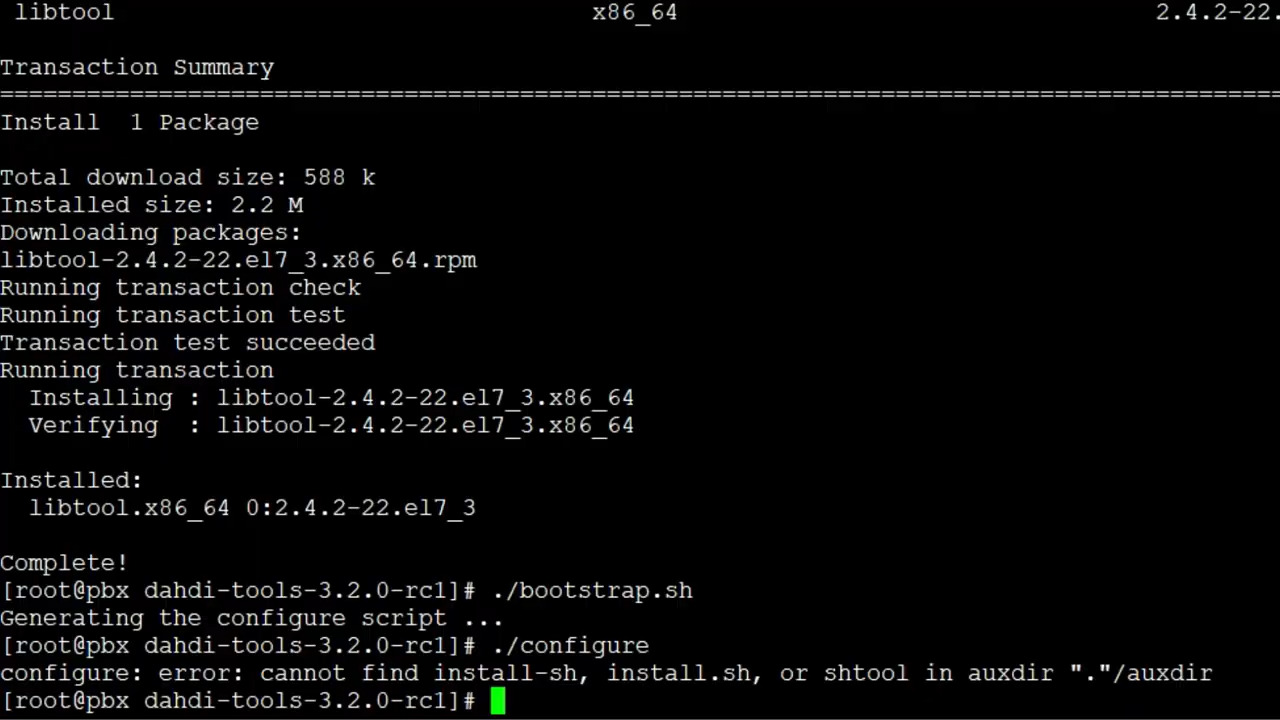 libtool x86_64 2.4.2-22.
Transaction Summary
================================================================================
Install 1 Package
Total download size: 588 k
Installed size: 2.2 M
Downloading packages:
libtool-2.4.2-22.el7_3.x86_64.rpm
Running transaction check
Running transaction test
Transaction test succeeded
Running transaction
Installing : libtool-2.4.2-22.el7_3.x86_64
Verifying : libtool-2.4.2-22.el7_3.x86_64
Installed:
libtool.x86_64 0:2.4.2-22.el7_3
Complete!
[root@pbx dahdi-tools-3.2.0-rc1]# ./bootstrap.sh
Generating the configure script ...
[root@pbx dahdi-tools-3.2.0-rc1]# ./configure
configure: error: cannot find install-sh, install.sh, or shtool in auxdir "."/auxdir
[root@pbx dahdi-tools-3.2.0-rc1]#